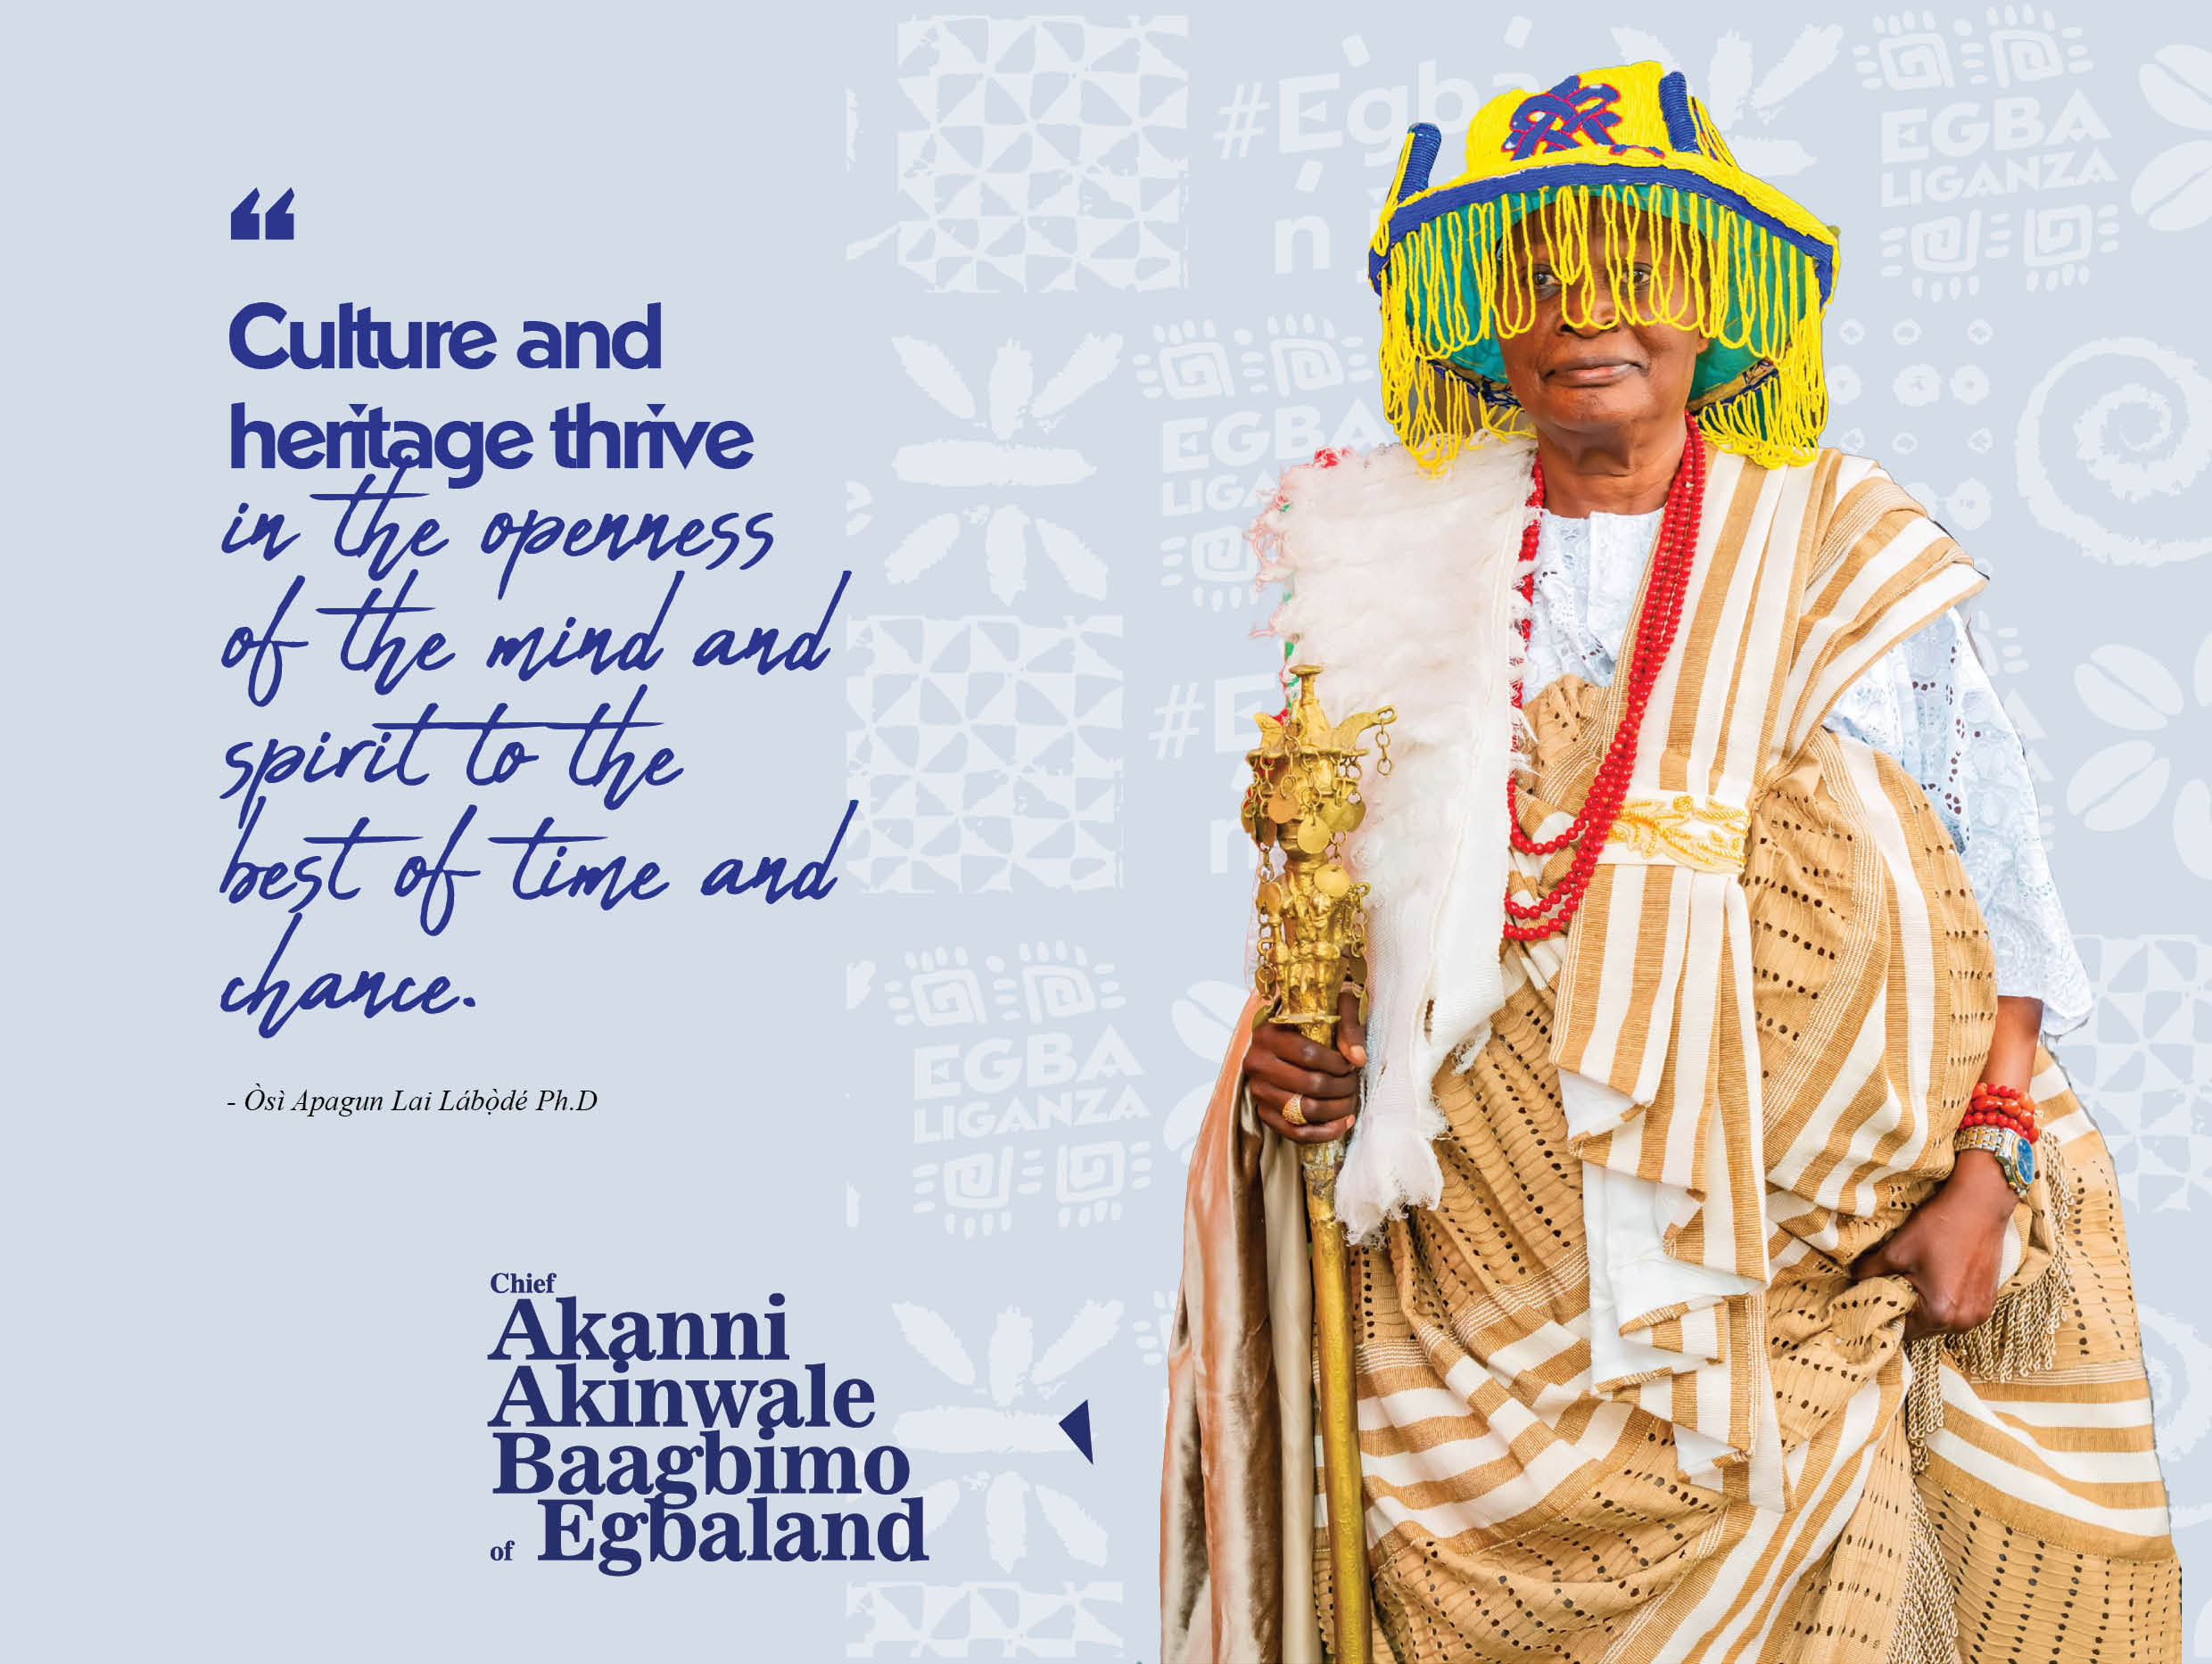 ❝
Culture and
heritage thrive
in the openness
of the mind and
spirit to the
best of time and
chance.
- Òsì Apagun Lai Lábọ̀dé Ph.D
Chief
Akanni
Akinwale
Baagbimo
of Egbaland
#Egba
EGBA
LIGANZA
EGBA
EGBA
LIGANZA